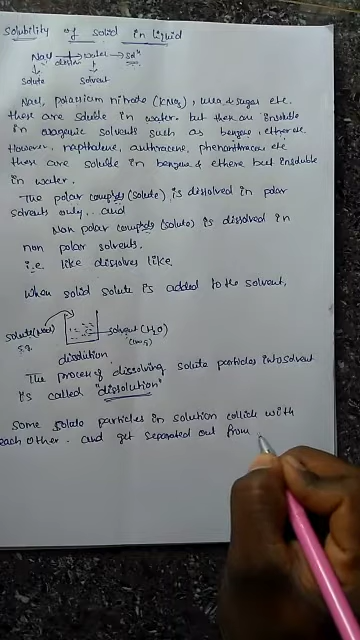 Solubility of solid in liquid
NaCl + water → Sol^n
Solute Solvent
NaCl, potassium nitrate (KNO3), urea & sugar etc.
these are soluble in water. but they are insoluble
in organic solvents such as benzene, ether etc.
However, napthalene, anthracene, phenanthracene etc
these are soluble in benzene & ethere but insoluble
in water.
The polar compds (solute) is dissolved in polar
solvents only. and
Non polar compds (solute) is dissolved in
non polar solvents.
i.e like dissolves like
When solid solute is added to the solvent,
solute (NaCl) solvent (H2O)
dissolution
The process of dissolving solute particles into solvent
is called "dissolution"
Some solute particles in solution collide with
each other. and get separated out from